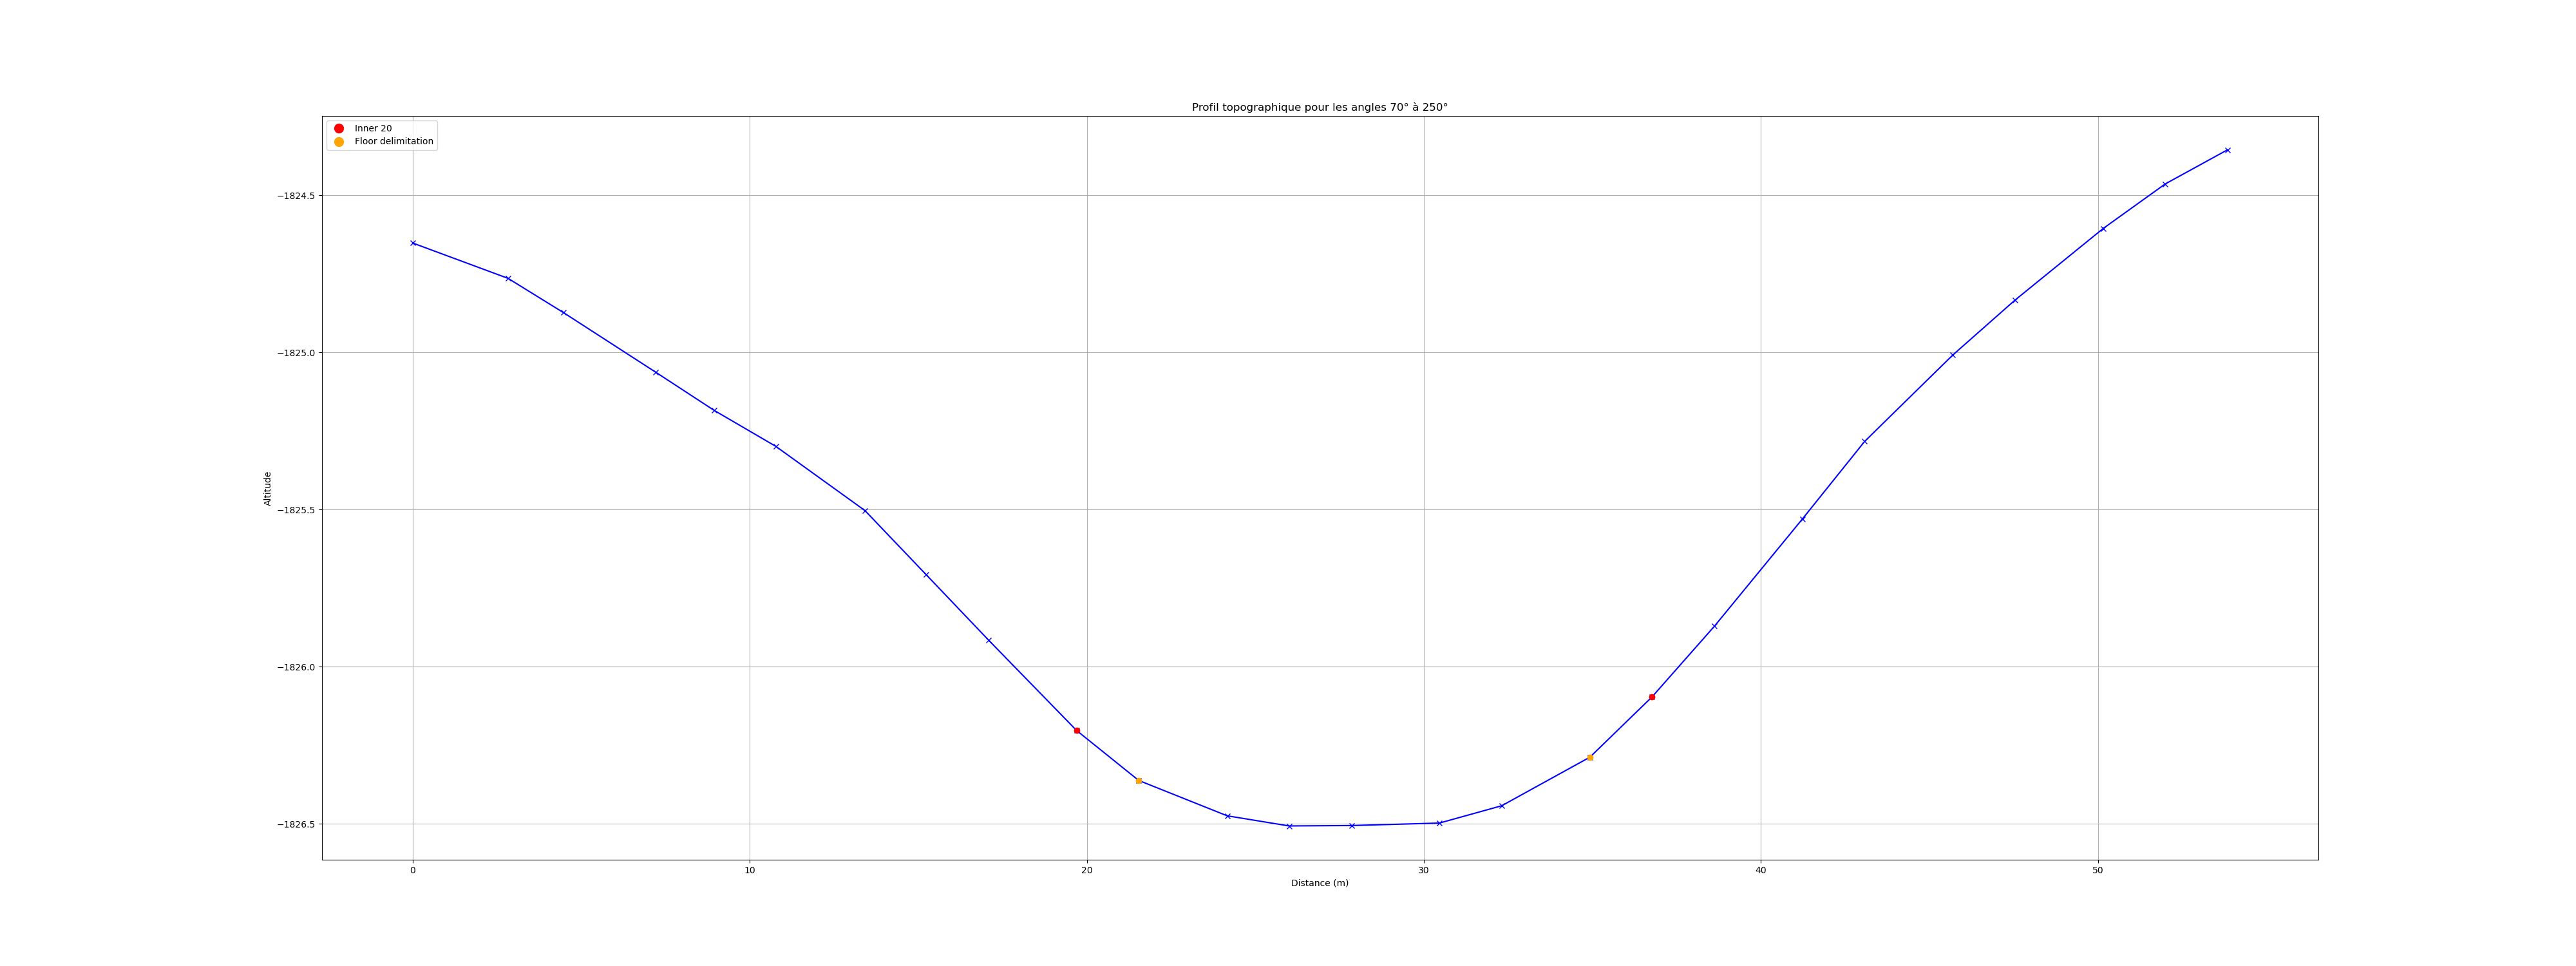 Profil topographique pour les angles 70° à 250°
Inner 20
Floor delimitation
−1824.5
−1825.0
−1825.5
−1826.0
−1826.5
Altitude
0 10 20 30 40 50
Distance (m)